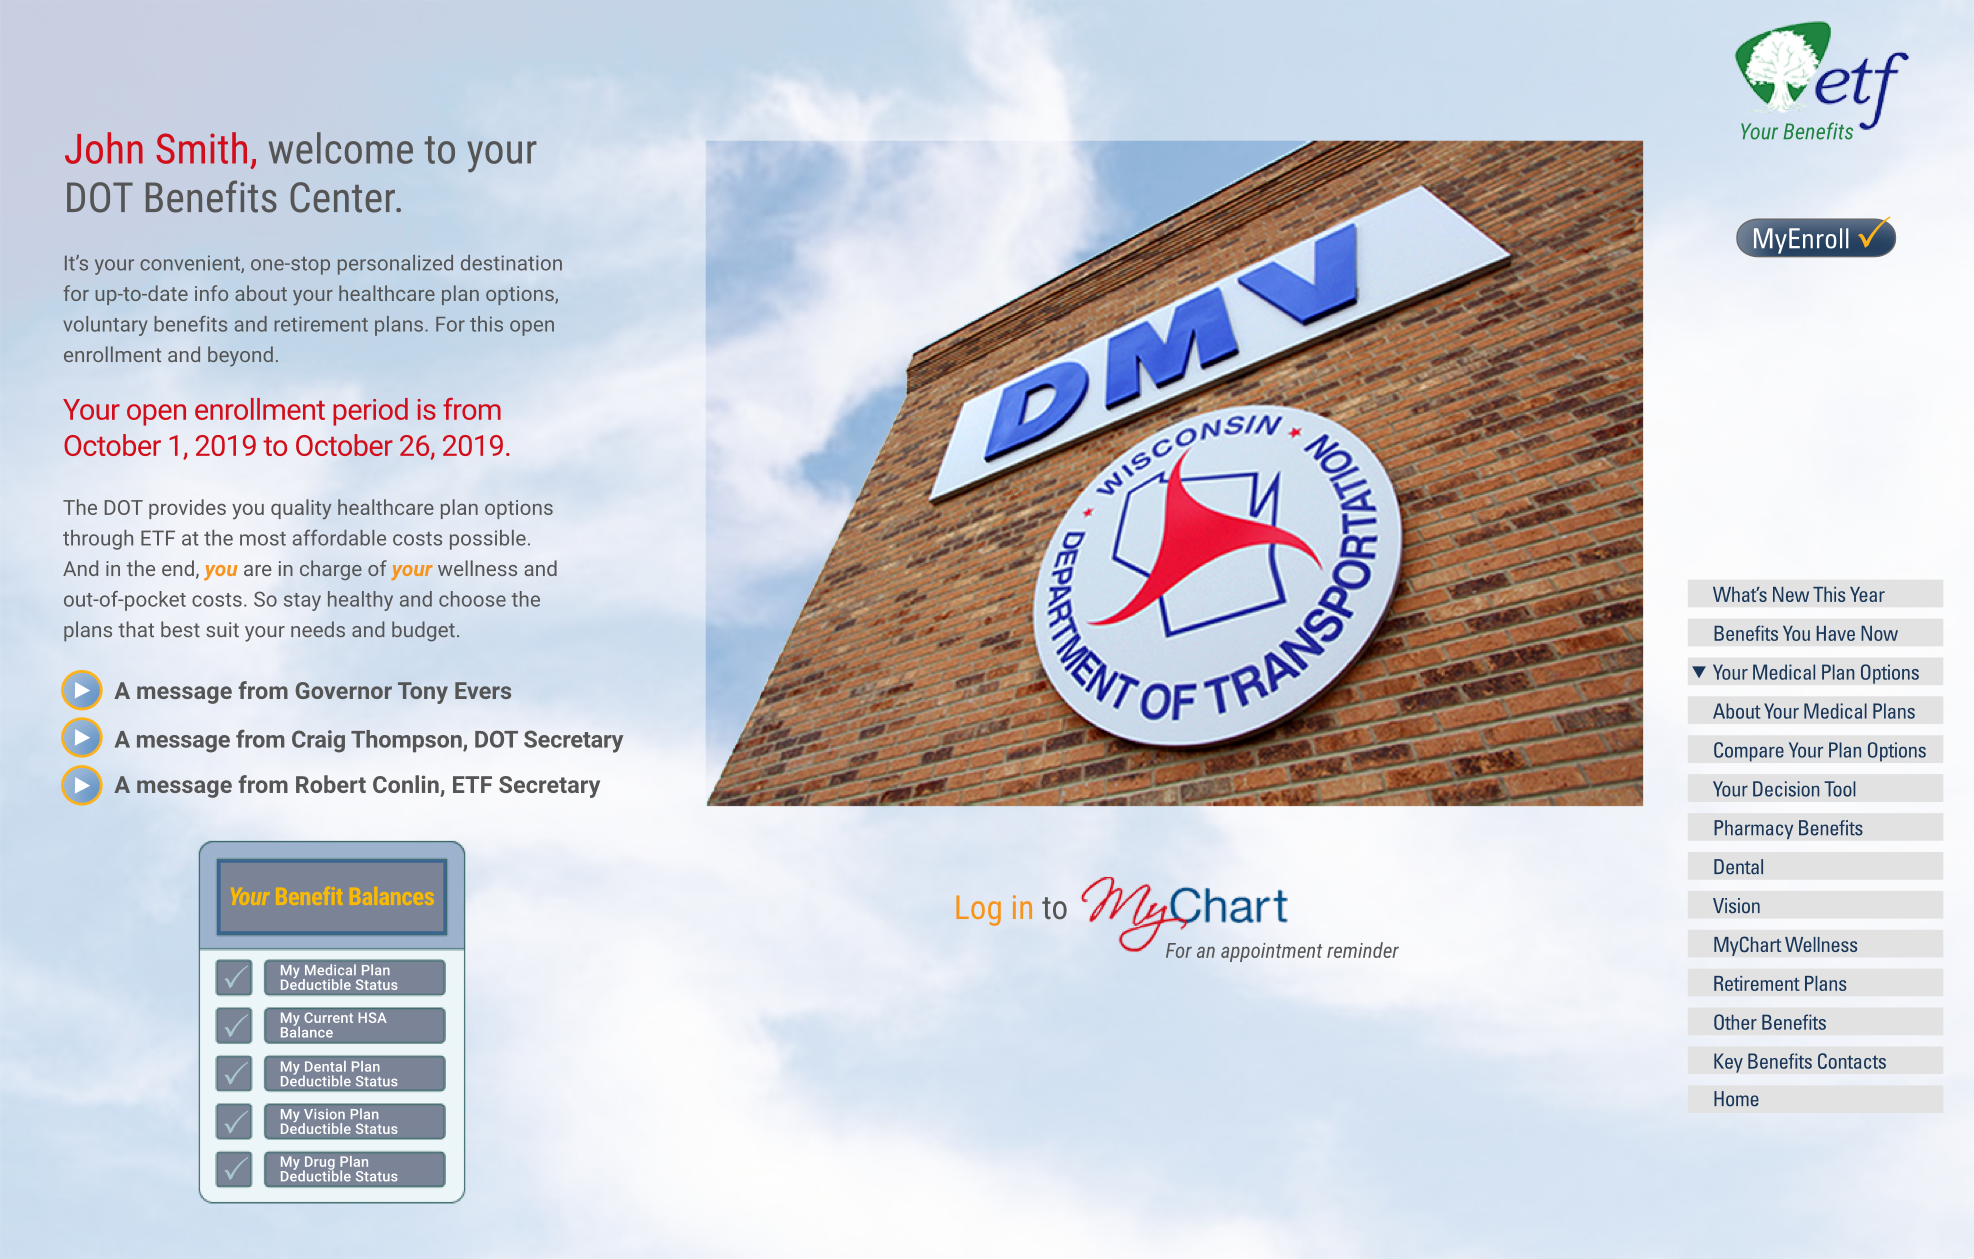 etf
Your Benefits
MyEnroll
John Smith, welcome to your
DOT Benefits Center.
It’s your convenient, one-stop personalized destination
for up-to-date info about your healthcare plan options,
voluntary benefits and retirement plans. For this open
enrollment and beyond.
Your open enrollment period is from
October 1, 2019 to October 26, 2019.
The DOT provides you quality healthcare plan options
through ETF at the most affordable costs possible.
And in the end, you are in charge of your wellness and
out-of-pocket costs. So stay healthy and choose the
plans that best suit your needs and budget.
A message from Governor Tony Evers
A message from Craig Thompson, DOT Secretary
A message from Robert Conlin, ETF Secretary
Your Benefit Balances
My Medical Plan
Deductible Status
My Current HSA
Balance
My Dental Plan
Deductible Status
My Vision Plan
Deductible Status
My Drug Plan
Deductible Status
DMV
WISCONSIN
DEPARTMENT OF TRANSPORTATION
Log in to MyChart
For an appointment reminder
What’s New This Year
Benefits You Have Now
Your Medical Plan Options
About Your Medical Plans
Compare Your Plan Options
Your Decision Tool
Pharmacy Benefits
Dental
Vision
MyChart Wellness
Retirement Plans
Other Benefits
Key Benefits Contacts
Home